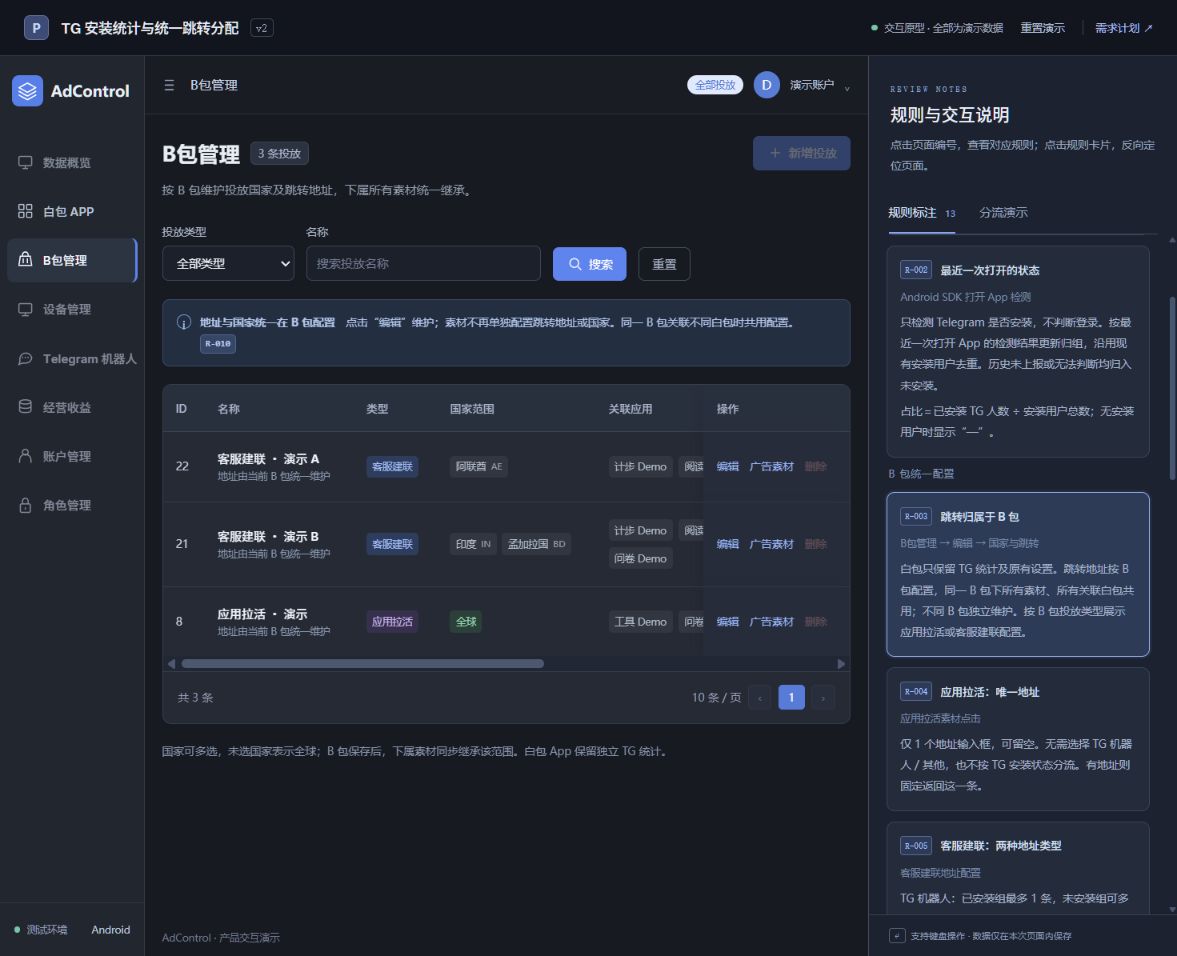 P TG 安装统计与统一跳转分配 v2
交互原型 · 全部为演示数据 重置演示 需求计划 ↗
AdControl
数据概览
白包 APP
B包管理
设备管理
Telegram 机器人
经营收益
账户管理
角色管理
测试环境 Android
☰ B包管理
全部投放 D 演示账户
B包管理 3 条投放
+ 新增投放
按 B 包维护投放国家及跳转地址，下属所有素材统一继承。
投放类型 名称
全部类型 搜索投放名称 搜索 重置
地址与国家统一在 B 包配置 点击“编辑”维护；素材不再单独配置跳转地址或国家。同一 B 包关联不同白包时共用配置。
R-010
ID 名称 类型 国家范围 关联应用 操作
22 客服建联 · 演示 A 客服建联 阿联酋 AE 计步 Demo 阅读 编辑 广告素材 删除
地址由当前 B 包统一维护
21 客服建联 · 演示 B 客服建联 印度 IN 孟加拉国 BD 计步 Demo 阅读 编辑 广告素材 删除
地址由当前 B 包统一维护 问卷 Demo
8 应用拉活 · 演示 应用拉活 全球 工具 Demo 问卷 编辑 广告素材 删除
地址由当前 B 包统一维护
共 3 条 10 条 / 页 ‹ 1 ›
国家可多选，未选国家表示全球；B 包保存后，下属素材同步继承该范围。白包 App 保留独立 TG 统计。
AdControl · 产品交互演示
REVIEW NOTES
规则与交互说明
点击页面编号，查看对应规则；点击规则卡片，反向定
位页面。
规则标注 13 分流演示
R-002 最近一次打开的状态
Android SDK 打开 App 检测
只检测 Telegram 是否安装，不判断登录。按最
近一次打开 App 的检测结果更新归组，沿用现
有安装用户去重。历史未上报或无法判断均归入
未安装。
占比＝已安装 TG 人数 ÷ 安装用户总数；无安装
用户时显示“—”。
B 包统一配置
R-003 跳转归属于 B 包
B包管理 → 编辑 → 国家与跳转
白包只保留 TG 统计及原有设置。跳转地址按 B
包配置，同一 B 包下所有素材、所有关联白包共
用；不同 B 包独立维护。按 B 包投放类型展示
应用拉活或客服建联配置。
R-004 应用拉活：唯一地址
应用拉活素材点击
仅 1 个地址输入框，可留空。无需选择 TG 机器
人 / 其他，也不按 TG 安装状态分流。有地址则
固定返回这一条。
R-005 客服建联：两种地址类型
客服建联地址配置
TG 机器人：已安装组最多 1 条，未安装组可多
支持键盘操作 · 数据仅在本次页面内保存